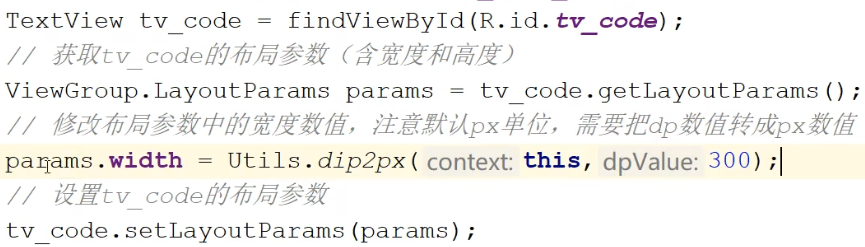 TextView tv_code = findViewById(R.id.tv_code);
// 获取tv_code的布局参数（含宽度和高度）
ViewGroup.LayoutParams params = tv_code.getLayoutParams();
// 修改布局参数中的宽度数值，注意默认px单位，需要把dp数值转成px数值
params.width = Utils.dip2px( context: this, dpValue: 300);
// 设置tv_code的布局参数
tv_code.setLayoutParams(params);